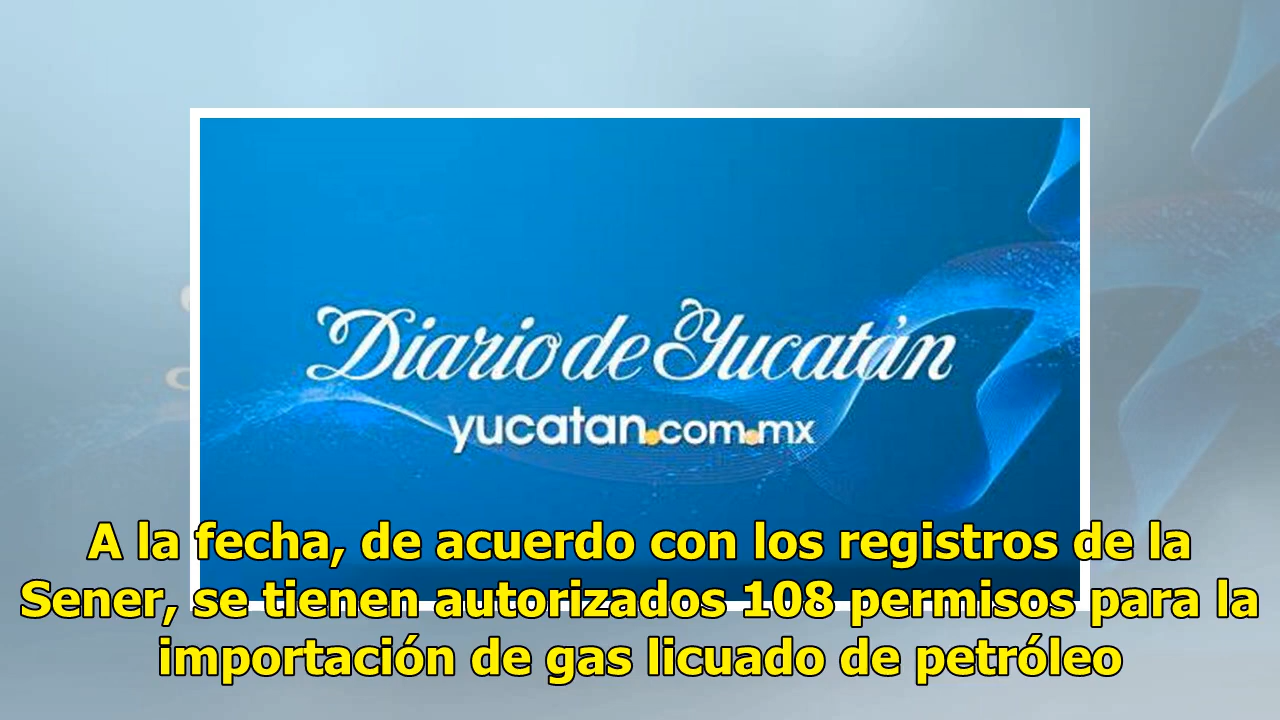 Diario de Yucatán
yucatan.com.mx
A la fecha, de acuerdo con los registros de la
Sener, se tienen autorizados 108 permisos para la
importación de gas licuado de petróleo